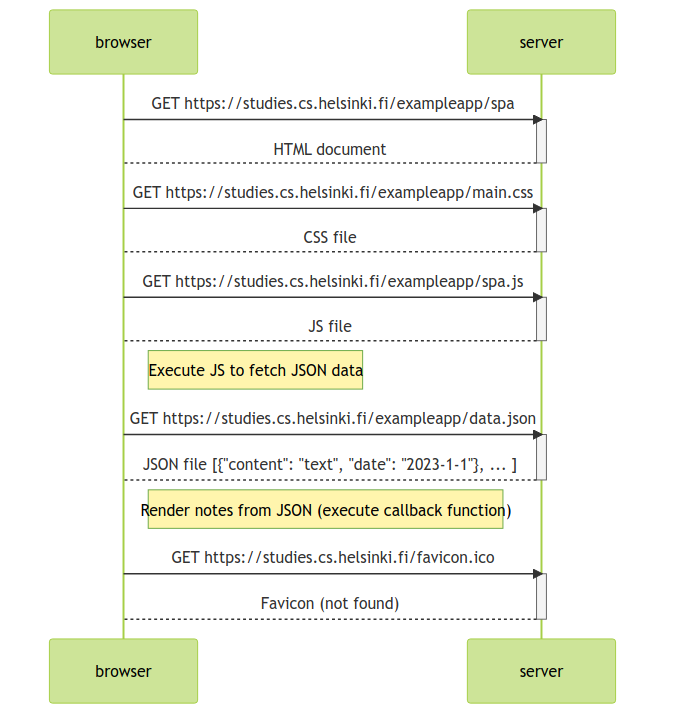 browser
server
GET https://studies.cs.helsinki.fi/exampleapp/spa
HTML document
GET https://studies.cs.helsinki.fi/exampleapp/main.css
CSS file
GET https://studies.cs.helsinki.fi/exampleapp/spa.js
JS file
Execute JS to fetch JSON data
GET https://studies.cs.helsinki.fi/exampleapp/data.json
JSON file [{"content": "text", "date": "2023-1-1"}, ... ]
Render notes from JSON (execute callback function)
GET https://studies.cs.helsinki.fi/favicon.ico
Favicon (not found)
browser
server